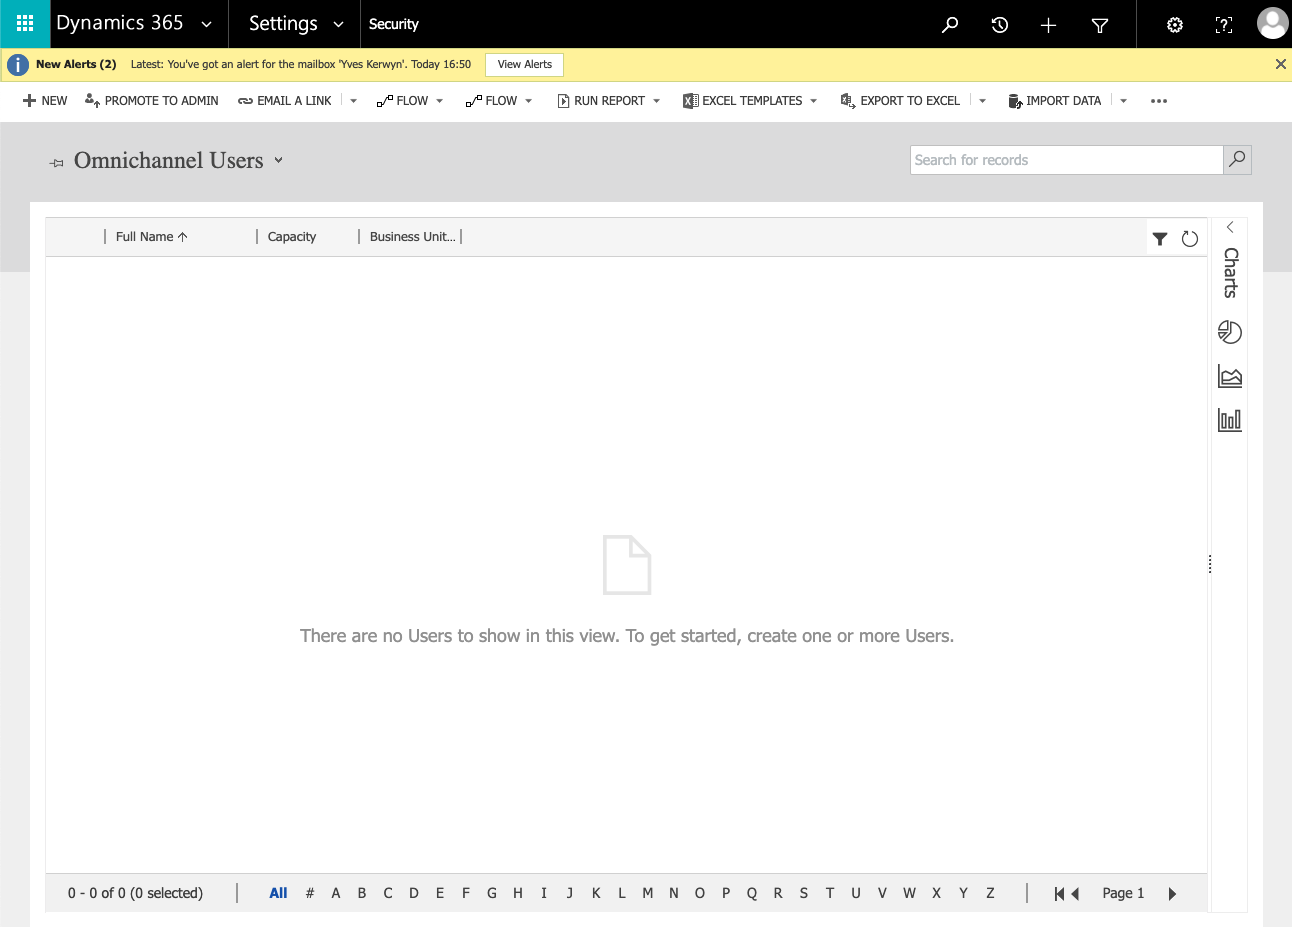 Dynamics 365 Settings Security
New Alerts (2) Latest: You've got an alert for the mailbox 'Yves Kerwyn'. Today 16:50 View Alerts
NEW PROMOTE TO ADMIN EMAIL A LINK FLOW FLOW RUN REPORT EXCEL TEMPLATES EXPORT TO EXCEL IMPORT DATA
Omnichannel Users
Search for records
Full Name Capacity Business Unit...
Charts
There are no Users to show in this view. To get started, create one or more Users.
0 - 0 of 0 (0 selected) All # A B C D E F G H I J K L M N O P Q R S T U V W X Y Z Page 1